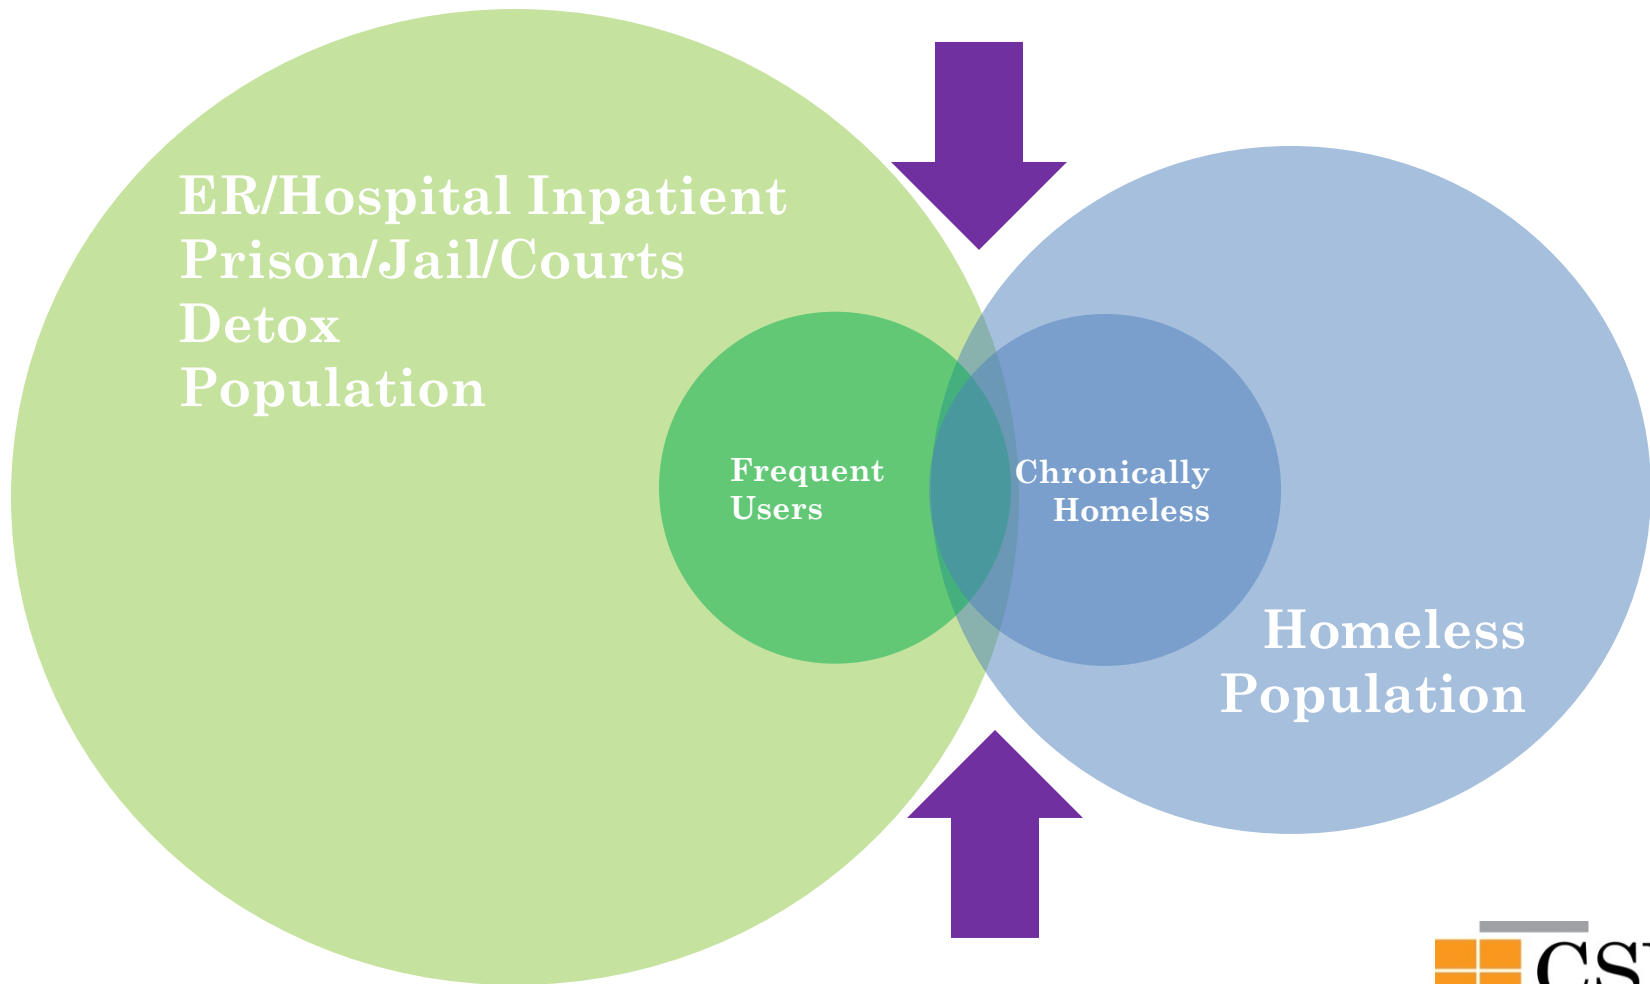 ER/Hospital Inpatient
Prison/Jail/Courts
Detox
Population
Frequent
Users
Chronically
Homeless
Homeless
Population